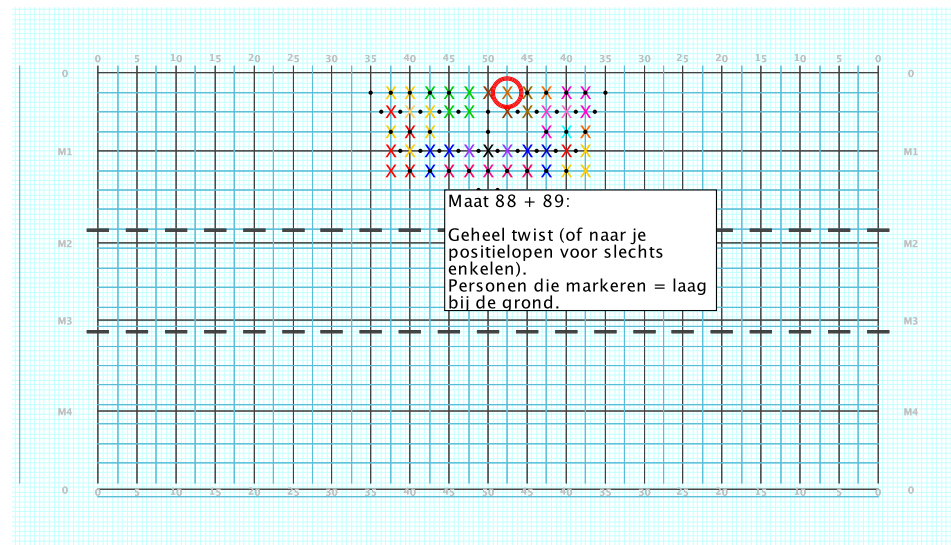 0 5 10 15 20 25 30 35 40 45 50 45 40 35 30 25 20 15 10 5 0
0 0
M1 M1
Maat 88 + 89:
Geheel twist (of naar je
positielopen voor slechts
enkelen).
Personen die markeren = laag
bij de grond.
M2 M2
M3 M3
M4 M4
0 0
0 5 10 15 20 25 30 35 40 45 50 45 40 35 30 25 20 15 10 5 0